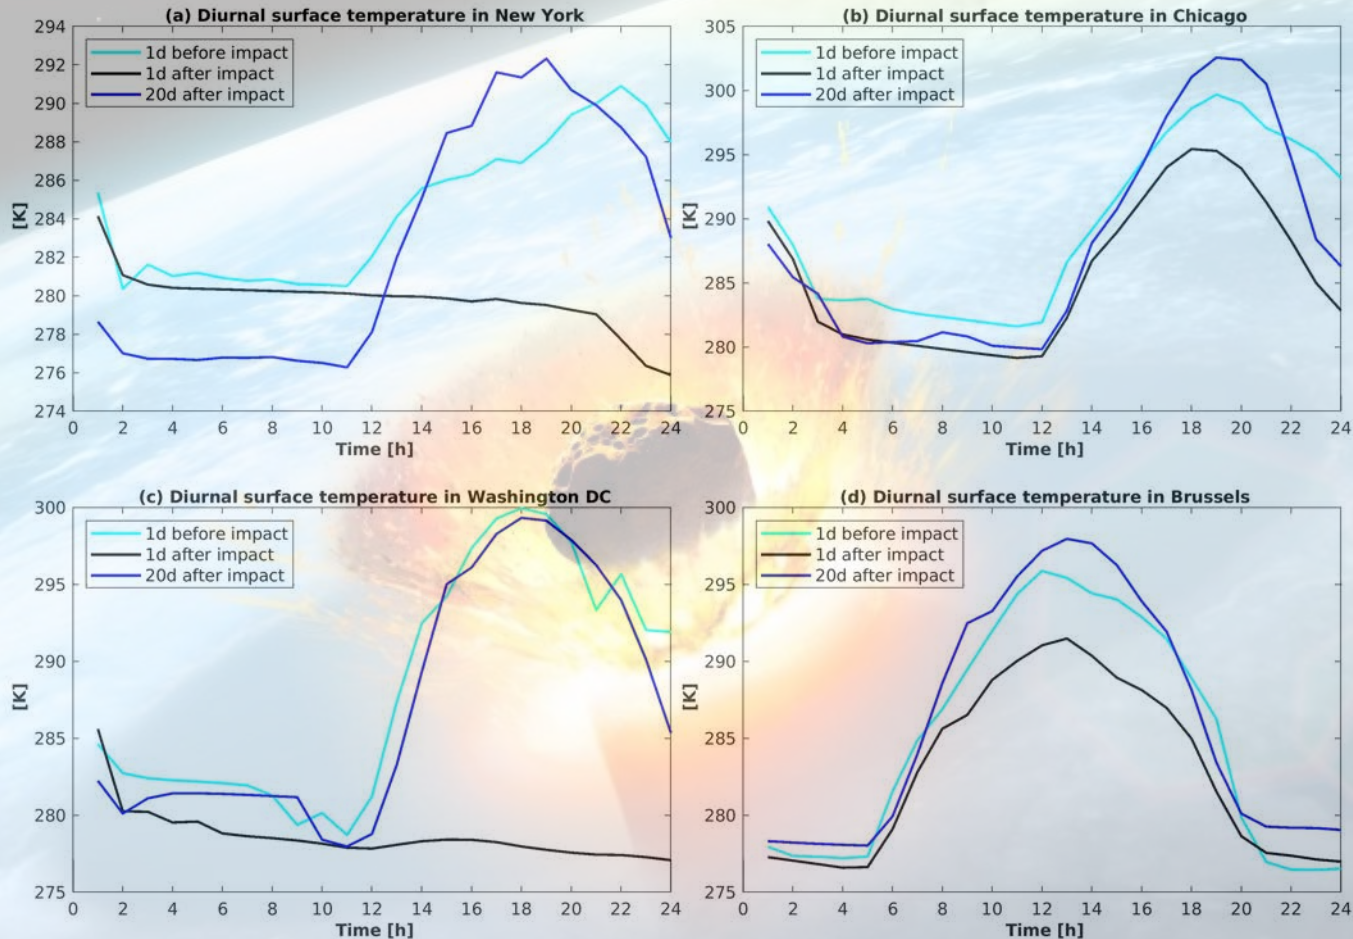 (a) Diurnal surface temperature in New York
294
292
290
288
286
284
281
280
278
276
274
[K]
1d before impact
1d after impact
20d after impact
0 2 4 6 8 10 12 14 16 18 20 22 24
Time [h]
(b) Diurnal surface temperature in Chicago
305
300
295
290
285
280
275
[K]
1d before impact
1d after impact
20d after impact
0 2 4 6 8 10 12 14 16 18 20 22 24
Time [h]
(c) Diurnal surface temperature in Washington DC
300
295
290
285
280
275
[K]
1d before impact
1d after impact
20d after impact
0 2 4 6 8 10 12 14 16 18 20 22 24
Time [h]
(d) Diurnal surface temperature in Brussels
300
295
290
285
280
275
[K]
1d before impact
1d after impact
20d after impact
0 2 4 6 8 10 12 14 16 18 20 22 24
Time [h]